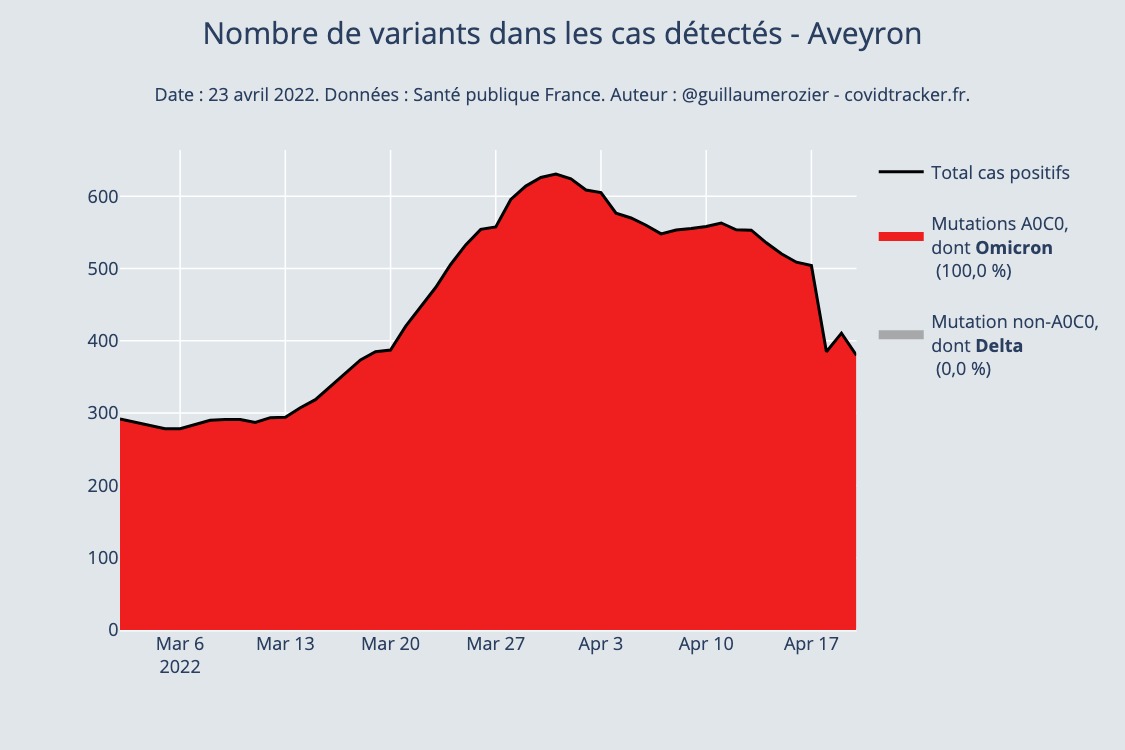 Nombre de variants dans les cas détectés - Aveyron
Date : 23 avril 2022. Données : Santé publique France. Auteur : @guillaumerozier - covidtracker.fr.
Total cas positifs
Mutations A0C0,
dont Omicron
(100,0 %)
Mutation non-A0C0,
dont Delta
(0,0 %)
600
500
400
300
200
100
0
Mar 6
2022
Mar 13
Mar 20
Mar 27
Apr 3
Apr 10
Apr 17